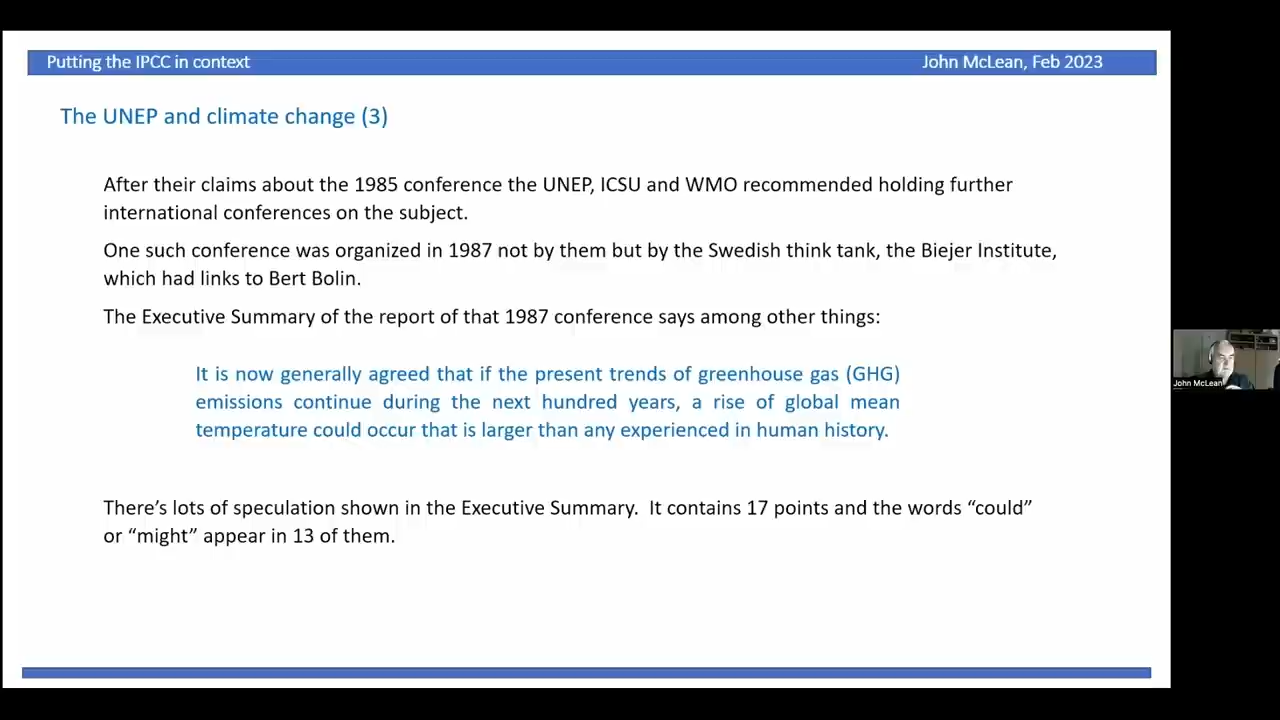 Putting the IPCC in context
John McLean, Feb 2023
The UNEP and climate change (3)
After their claims about the 1985 conference the UNEP, ICSU and WMO recommended holding further
international conferences on the subject.
One such conference was organized in 1987 not by them but by the Swedish think tank, the Biejer Institute,
which had links to Bert Bolin.
The Executive Summary of the report of that 1987 conference says among other things:
It is now generally agreed that if the present trends of greenhouse gas (GHG)
emissions continue during the next hundred years, a rise of global mean
temperature could occur that is larger than any experienced in human history.
There’s lots of speculation shown in the Executive Summary.  It contains 17 points and the words “could”
or “might” appear in 13 of them.
John McLean